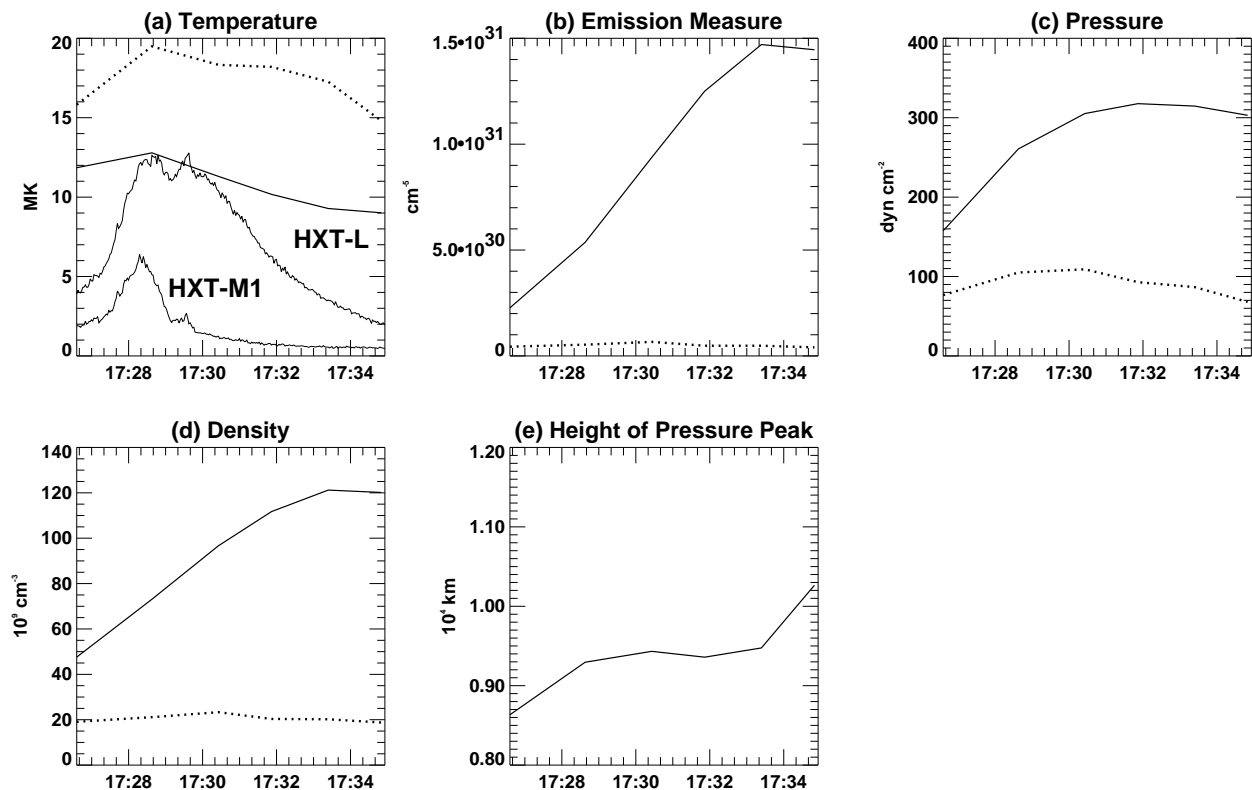 (a) Temperature
20
15
10
5
0
MK
HXT-L
HXT-M1
17:28 17:30 17:32 17:34
(b) Emission Measure
1.5•10³¹
1.0•10³¹
5.0•10³⁰
0
cm⁻⁵
17:28 17:30 17:32 17:34
(c) Pressure
400
300
200
100
0
dyn cm⁻²
17:28 17:30 17:32 17:34
(d) Density
140
120
100
80
60
40
20
0
10⁹ cm⁻³
17:28 17:30 17:32 17:34
(e) Height of Pressure Peak
1.20
1.10
1.00
0.90
0.80
10⁴ km
17:28 17:30 17:32 17:34